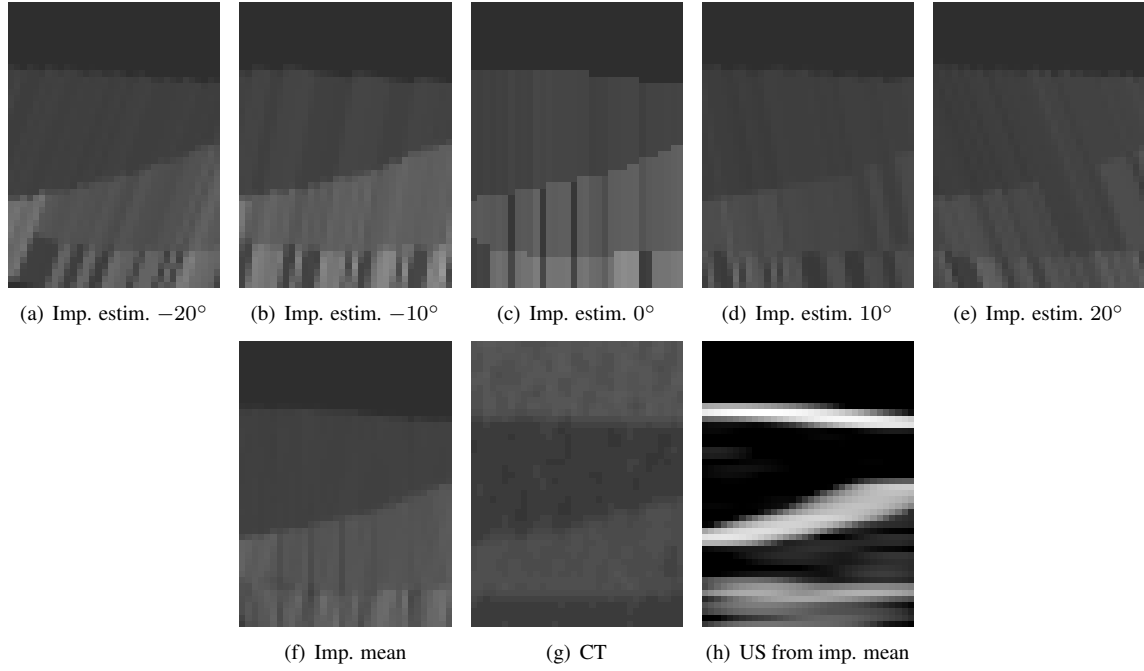 (a) Imp. estim. −20°
(b) Imp. estim. −10°
(c) Imp. estim. 0°
(d) Imp. estim. 10°
(e) Imp. estim. 20°
(f) Imp. mean
(g) CT
(h) US from imp. mean